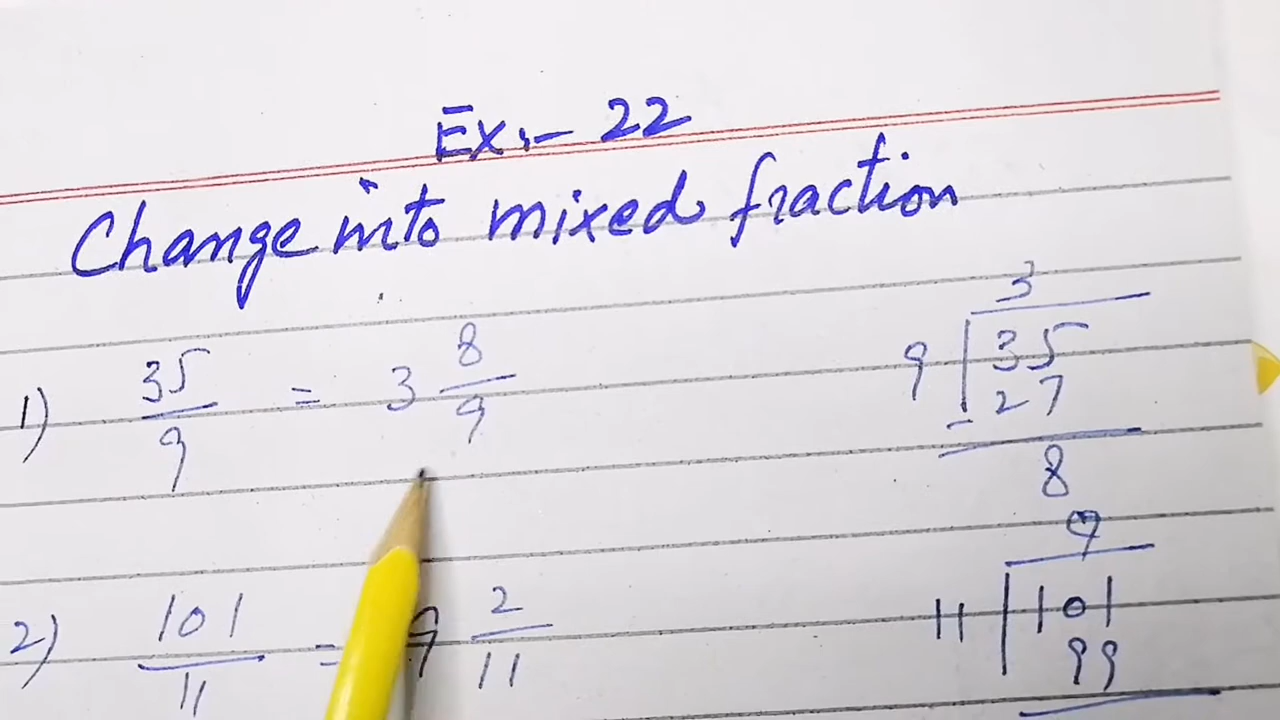 Ex:- 22
Change into mixed fraction
1) 35/9 = 3 8/9
3
9 35
- 27
8
2) 101/11 = 9 2/11
9
11 101
99